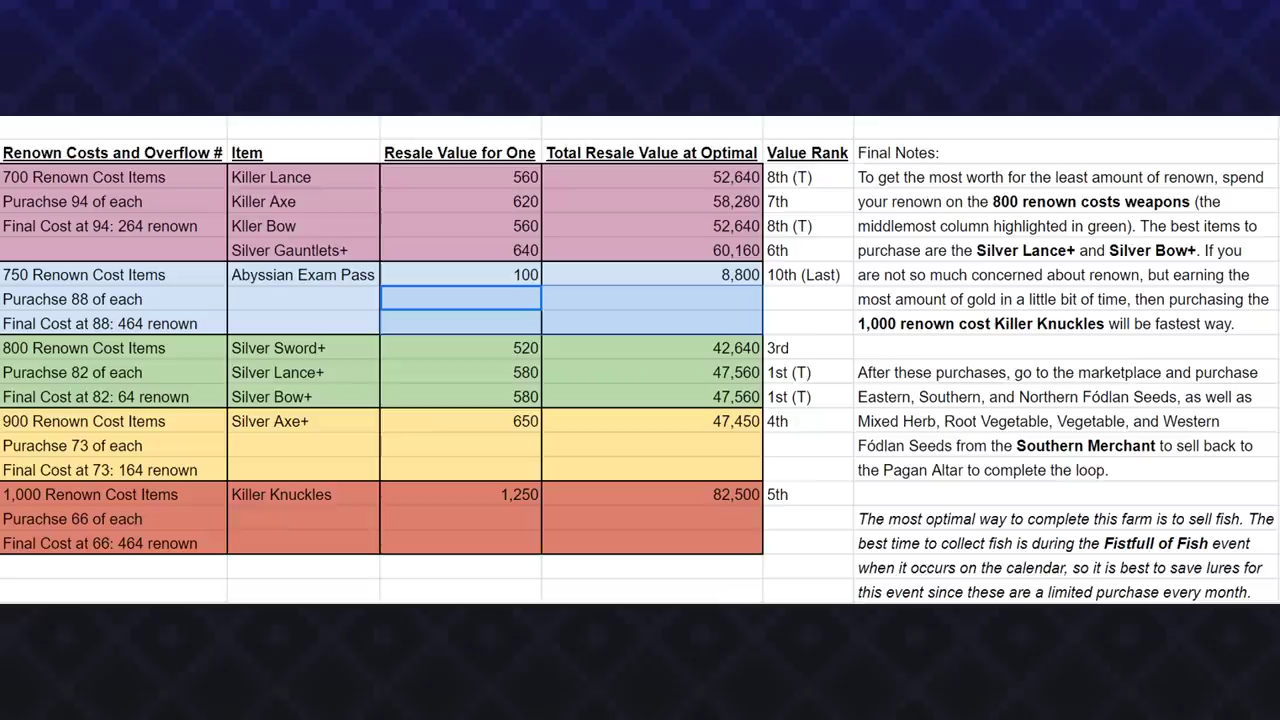 Renown Costs and Overflow # Item Resale Value for One Total Resale Value at Optimal Value Rank Final Notes:
700 Renown Cost Items Killer Lance 560 52,640 8th (T) To get the most worth for the least amount of renown, spend
Purachse 94 of each Killer Axe 620 58,280 7th your renown on the 800 renown costs weapons (the
Final Cost at 94: 264 renown Kller Bow 560 52,640 8th (T) middlemost column highlighted in green). The best items to
Silver Gauntlets+ 640 60,160 6th purchase are the Silver Lance+ and Silver Bow+. If you
750 Renown Cost Items Abyssian Exam Pass 100 8,800 10th (Last) are not so much concerned about renown, but earning the
Purachse 88 of each most amount of gold in a little bit of time, then purchasing the
Final Cost at 88: 464 renown 1,000 renown cost Killer Knuckles will be fastest way.
800 Renown Cost Items Silver Sword+ 520 42,640 3rd
Purachse 82 of each Silver Lance+ 580 47,560 1st (T) After these purchases, go to the marketplace and purchase
Final Cost at 82: 64 renown Silver Bow+ 580 47,560 1st (T) Eastern, Southern, and Northern Fódlan Seeds, as well as
900 Renown Cost Items Silver Axe+ 650 47,450 4th Mixed Herb, Root Vegetable, Vegetable, and Western
Purachse 73 of each Fódlan Seeds from the Southern Merchant to sell back to
Final Cost at 73: 164 renown the Pagan Altar to complete the loop.
1,000 Renown Cost Items Killer Knuckles 1,250 82,500 5th
Purachse 66 of each The most optimal way to complete this farm is to sell fish. The
Final Cost at 66: 464 renown best time to collect fish is during the Fistfull of Fish event
when it occurs on the calendar, so it is best to save lures for
this event since these are a limited purchase every month.